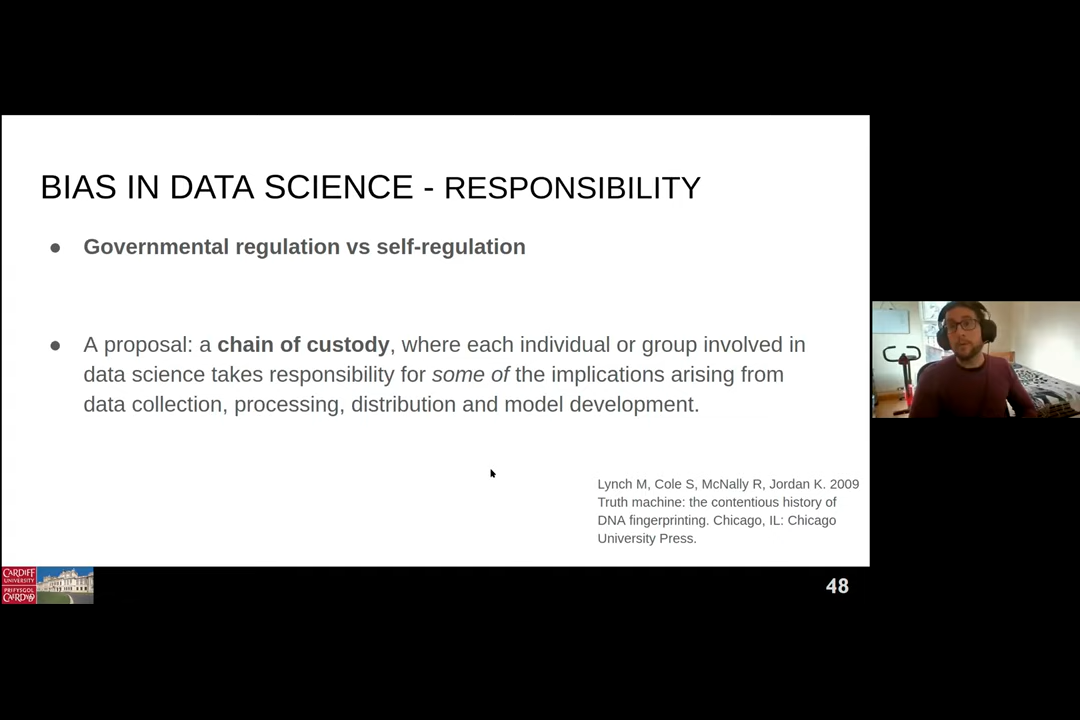 BIAS IN DATA SCIENCE - RESPONSIBILITY
● Governmental regulation vs self-regulation
● A proposal: a chain of custody, where each individual or group involved in
data science takes responsibility for some of the implications arising from
data collection, processing, distribution and model development.
Lynch M, Cole S, McNally R, Jordan K. 2009
Truth machine: the contentious history of
DNA fingerprinting. Chicago, IL: Chicago
University Press.
CARDIFF
UNIVERSITY
PRIFYSGOL
CAERDYDD
48